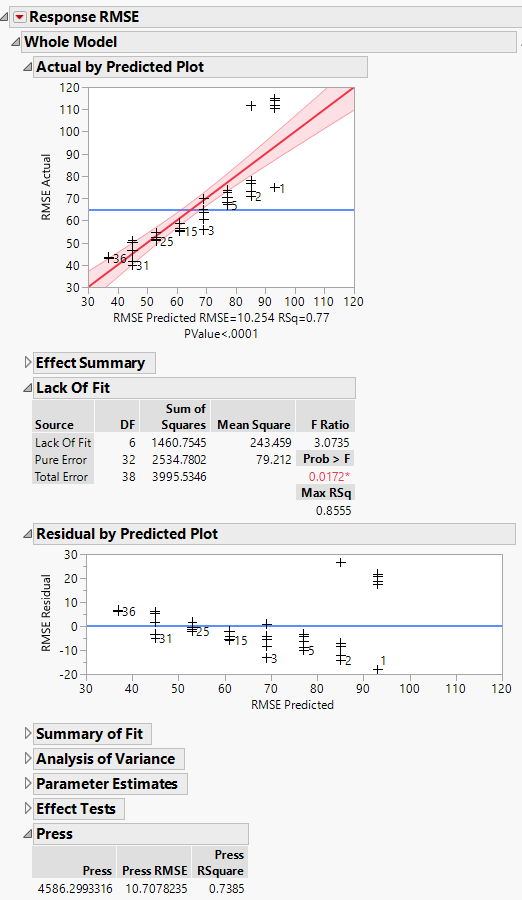 Response RMSE
Whole Model
Actual by Predicted Plot
120
110
100
90
80
70
60
50
40
30
RMSE Actual
36
31
25
15
3
5
2
1
30 40 50 60 70 80 90 100 110 120
RMSE Predicted RMSE=10.254 RSq=0.77
PValue<.0001
Effect Summary
Lack Of Fit
Sum of
Source DF Squares Mean Square F Ratio
Lack Of Fit 6 1460.7545 243.459 3.0735
Pure Error 32 2534.7802 79.212 Prob > F
Total Error 38 3995.5346 0.0172*
Max RSq
0.8555
Residual by Predicted Plot
30
20
10
0
-10
-20
RMSE Residual
36
31
25
15
3
5
2
1
30 40 50 60 70 80 90 100 110 120
RMSE Predicted
Summary of Fit
Analysis of Variance
Parameter Estimates
Effect Tests
Press
Press
Press Press RMSE RSquare
4586.2993316 10.7078235 0.7385